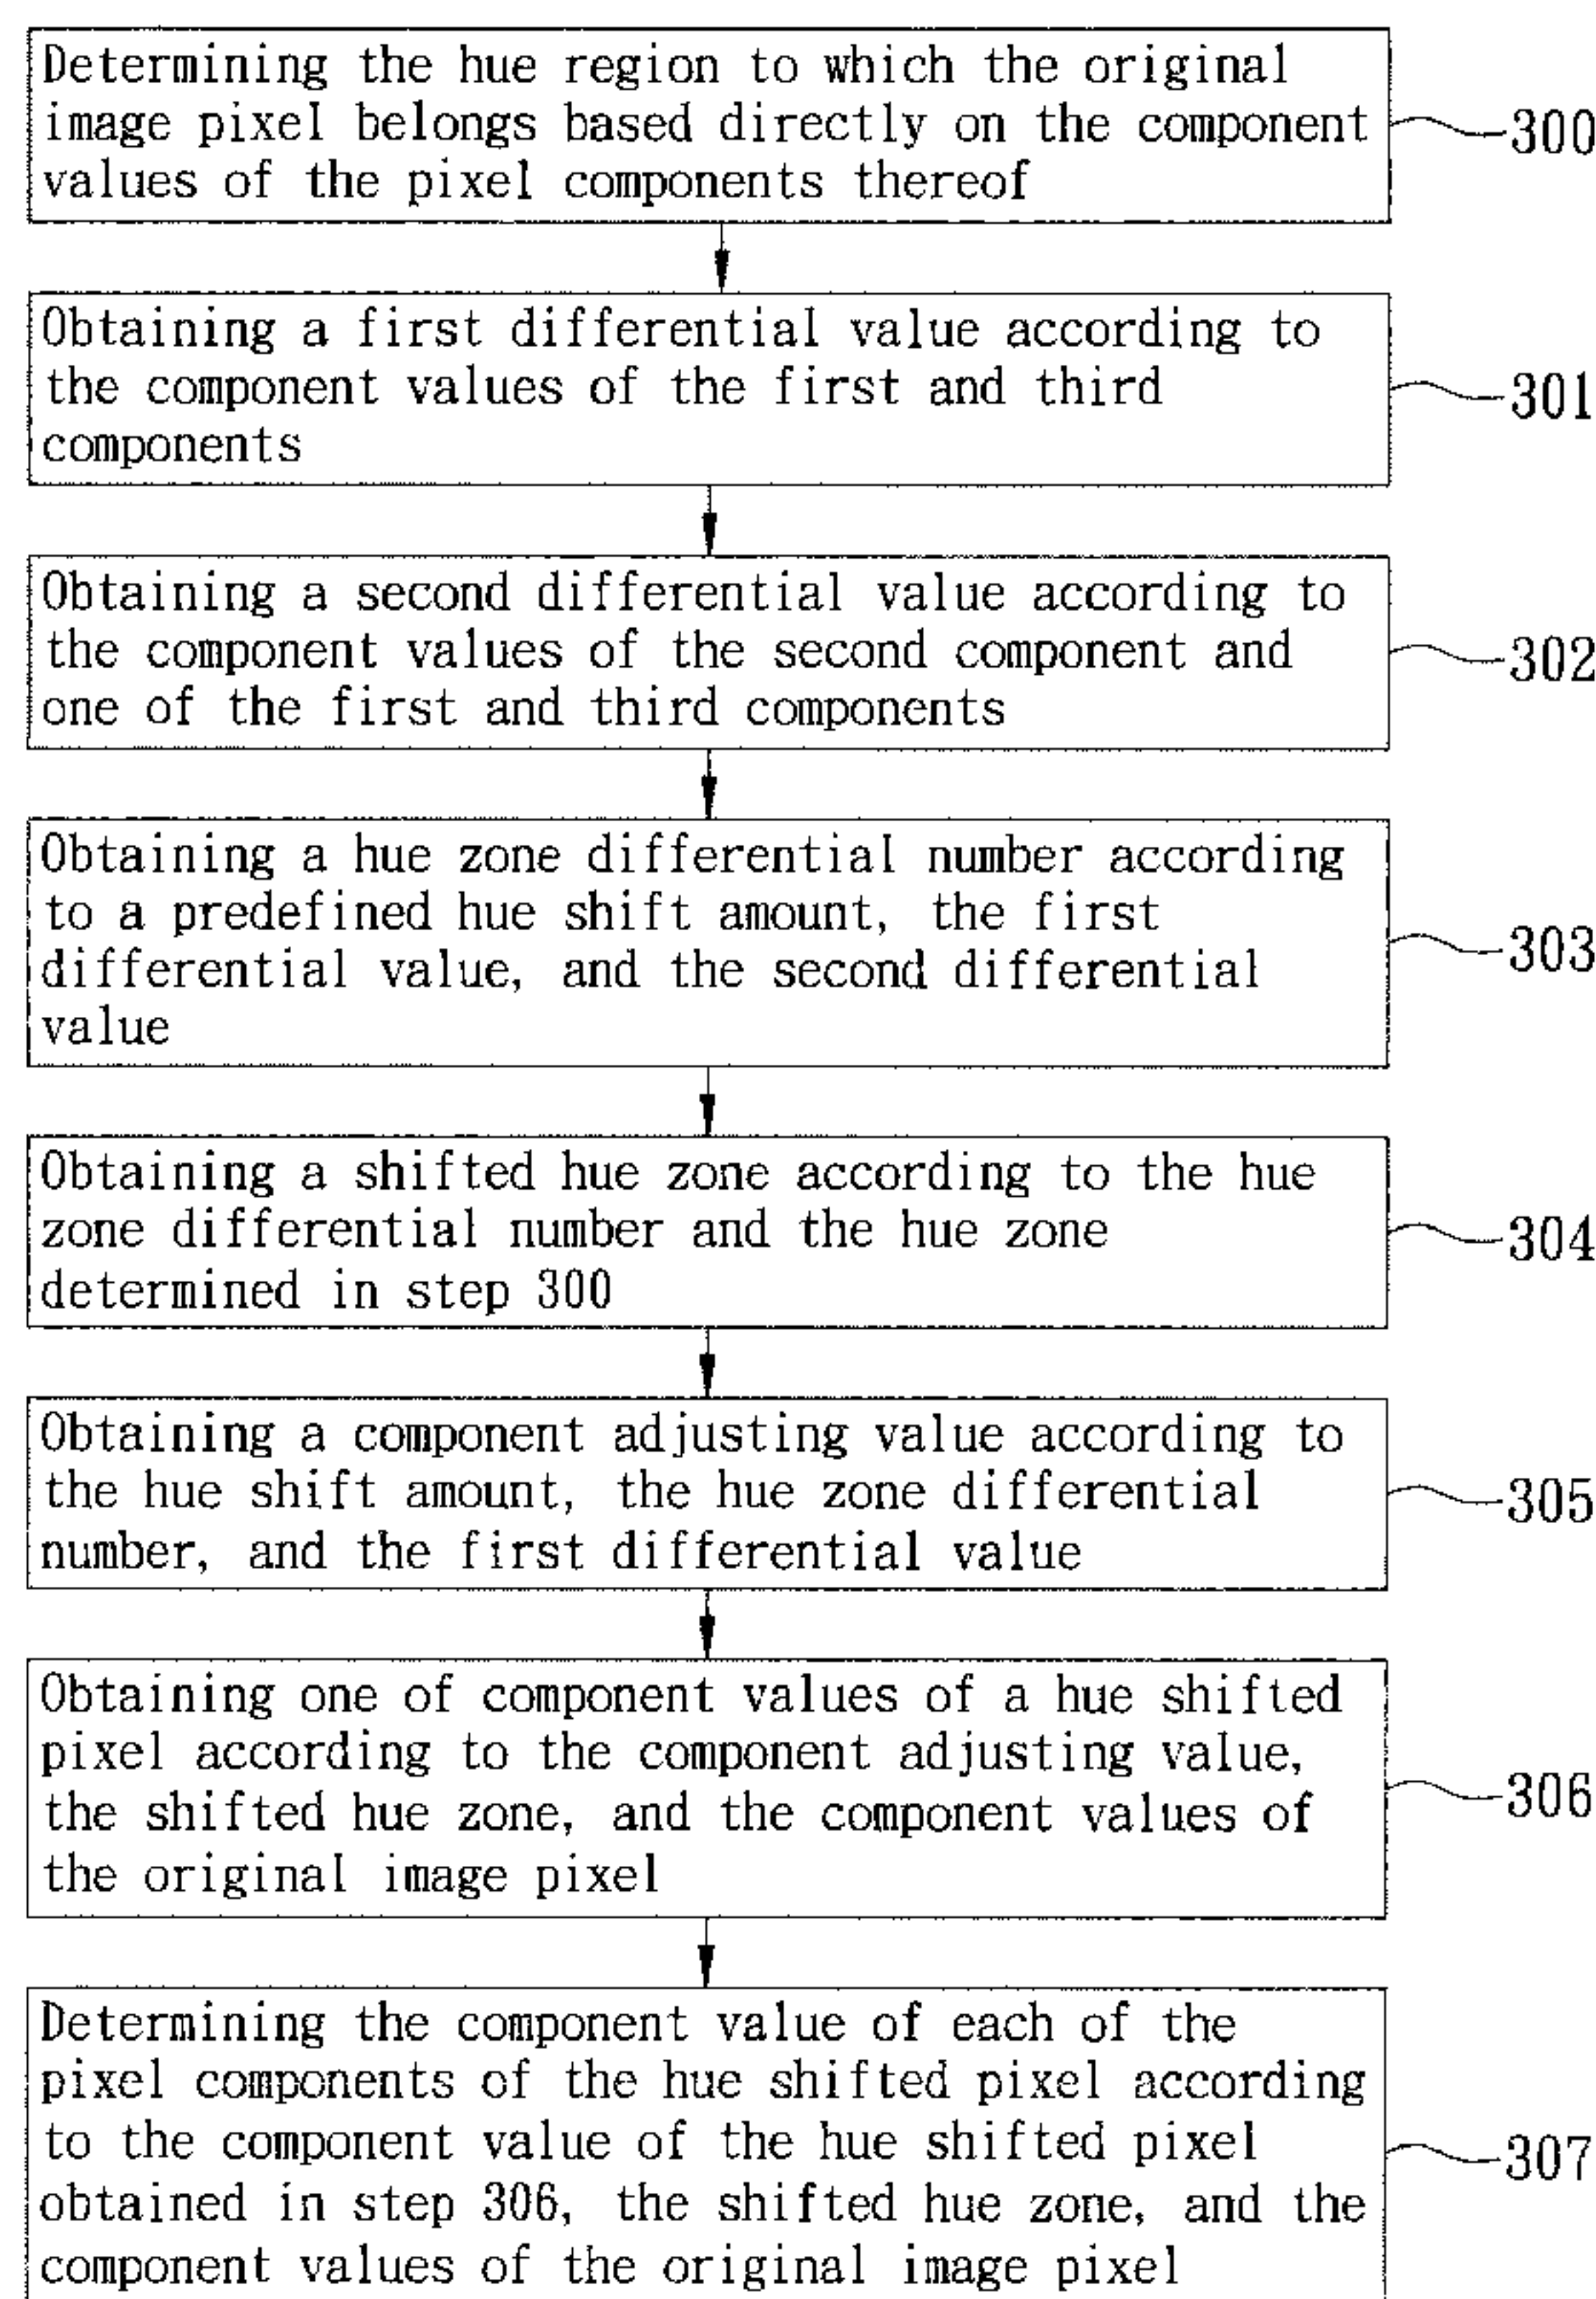 Determining the hue region to which the original
image pixel belongs based directly on the component
values of the pixel components thereof
300
Obtaining a first differential value according to
the component values of the first and third
components
301
Obtaining a second differential value according to
the component values of the second component and
one of the first and third components
302
Obtaining a hue zone differential number according
to a predefined hue shift amount, the first
differential value, and the second differential
value
303
Obtaining a shifted hue zone according to the hue
zone differential number and the hue zone
determined in step 300
304
Obtaining a component adjusting value according to
the hue shift amount, the hue zone differential
number, and the first differential value
305
Obtaining one of component values of a hue shifted
pixel according to the component adjusting value,
the shifted hue zone, and the component values of
the original image pixel
306
Determining the component value of each of the
pixel components of the hue shifted pixel according
to the component value of the hue shifted pixel
obtained in step 306, the shifted hue zone, and the
component values of the original image pixel
307